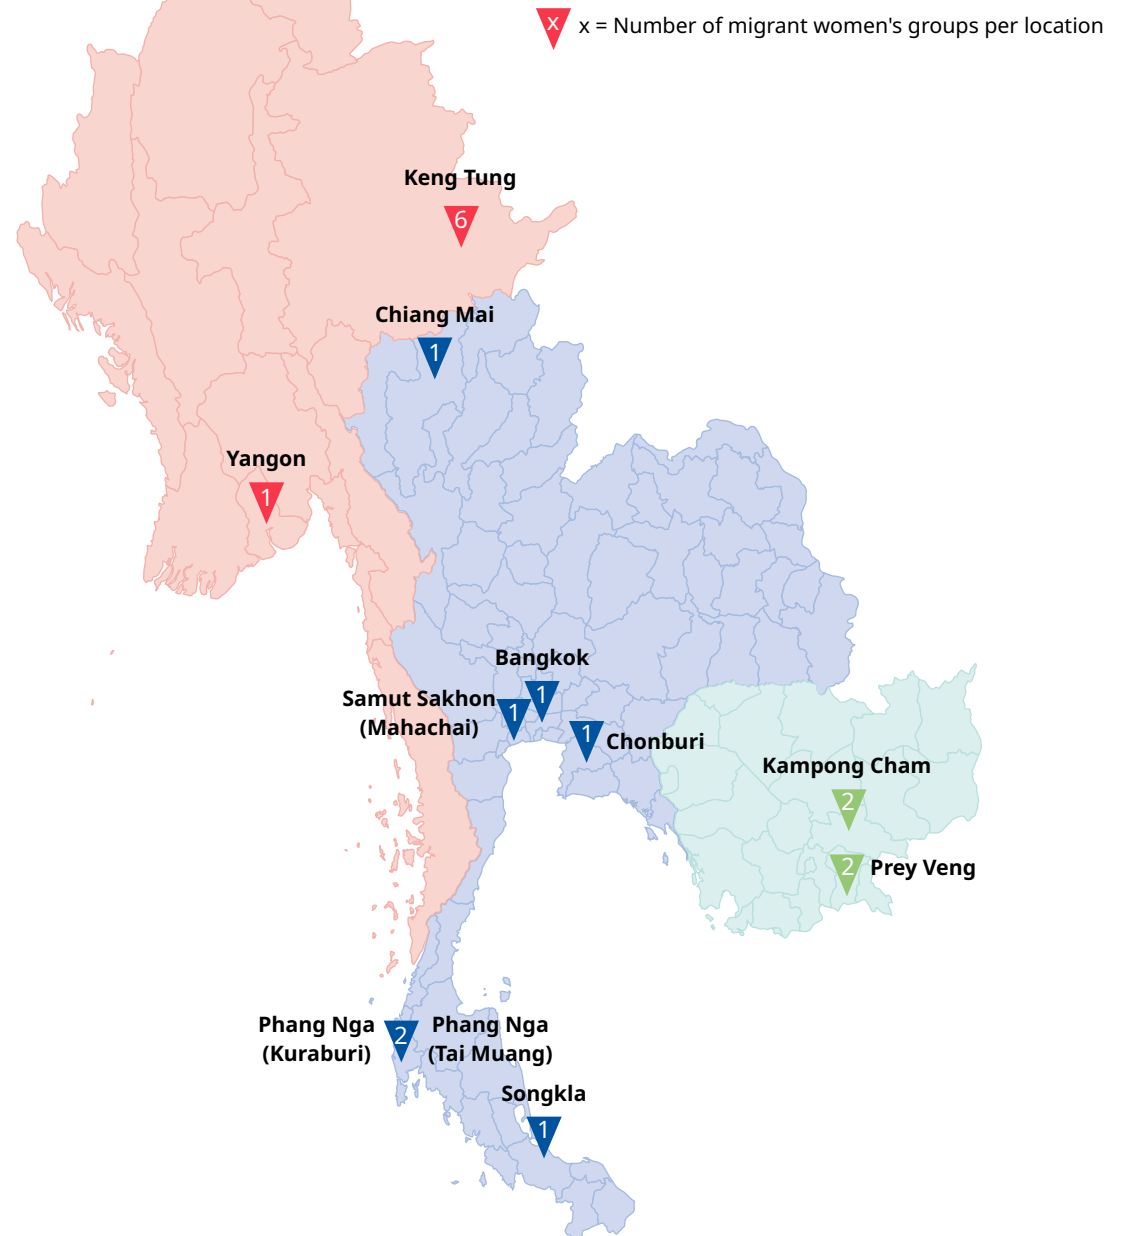 x x = Number of migrant women's groups per location
Keng Tung
6
Chiang Mai
1
Yangon
1
Bangkok
1
Samut Sakhon
(Mahachai)
1
1
Chonburi
Kampong Cham
2
2
Prey Veng
Phang Nga
(Kuraburi)
2
Phang Nga
(Tai Muang)
Songkla
1